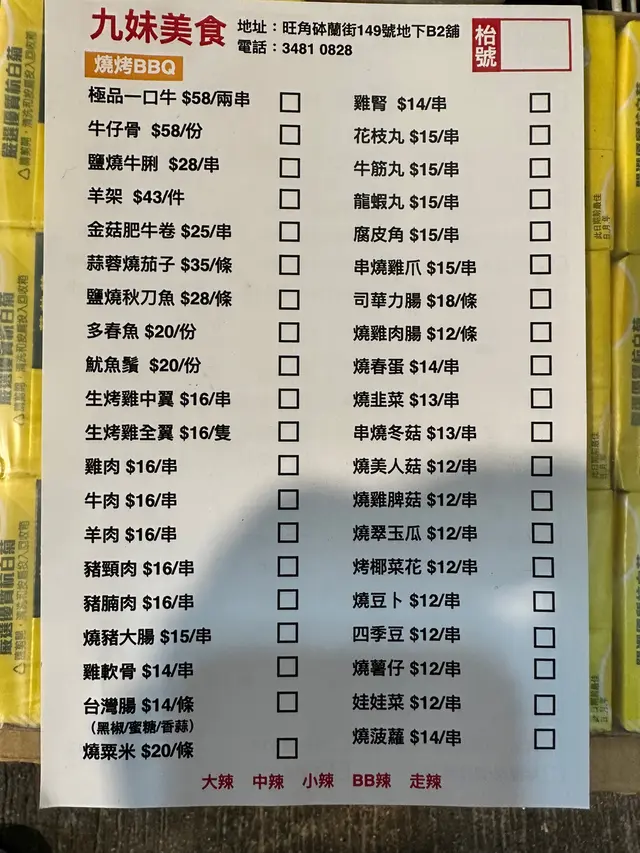 九妹美食
地址：旺角砵蘭街149號地下B2舖
電話：3481 0828
枱號
燒烤BBQ
極品一口牛 $58/兩串
牛仔骨 $58/份
鹽燒牛脷 $28/串
羊架 $43/件
金菇肥牛卷 $25/串
蒜蓉燒茄子 $35/條
鹽燒秋刀魚 $28/條
多春魚 $20/份
魷魚鬚 $20/份
生烤雞中翼 $16/串
生烤雞全翼 $16/隻
雞肉 $16/串
牛肉 $16/串
羊肉 $16/串
豬頸肉 $16/串
豬腩肉 $16/串
燒豬大腸 $15/串
雞軟骨 $14/串
台灣腸 $14/條
（黑椒/蜜糖/香蒜）
燒粟米 $20/條
雞腎 $14/串
花枝丸 $15/串
牛筋丸 $15/串
龍蝦丸 $15/串
腐皮角 $15/串
串燒雞爪 $15/串
司華力腸 $18/條
燒雞肉腸 $12/條
燒春蛋 $14/串
燒韭菜 $13/串
串燒冬菇 $13/串
燒美人菇 $12/串
燒雞脾菇 $12/串
燒翠玉瓜 $12/串
烤椰菜花 $12/串
燒豆卜 $12/串
四季豆 $12/串
燒薯仔 $12/串
娃娃菜 $12/串
燒菠蘿 $14/串
大辣 中辣 小辣 BB辣 走辣